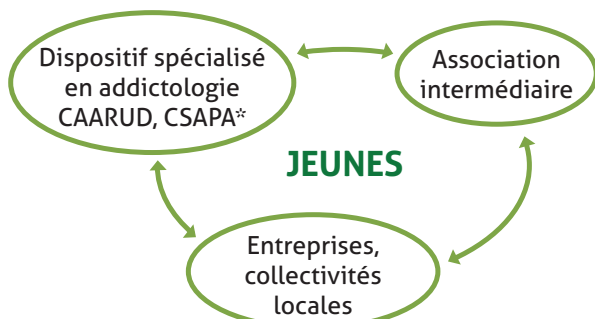 Dispositif spécialisé
en addictologie
CAARUD, CSAPA*
Association
intermédiaire
JEUNES
Entreprises,
collectivités
locales